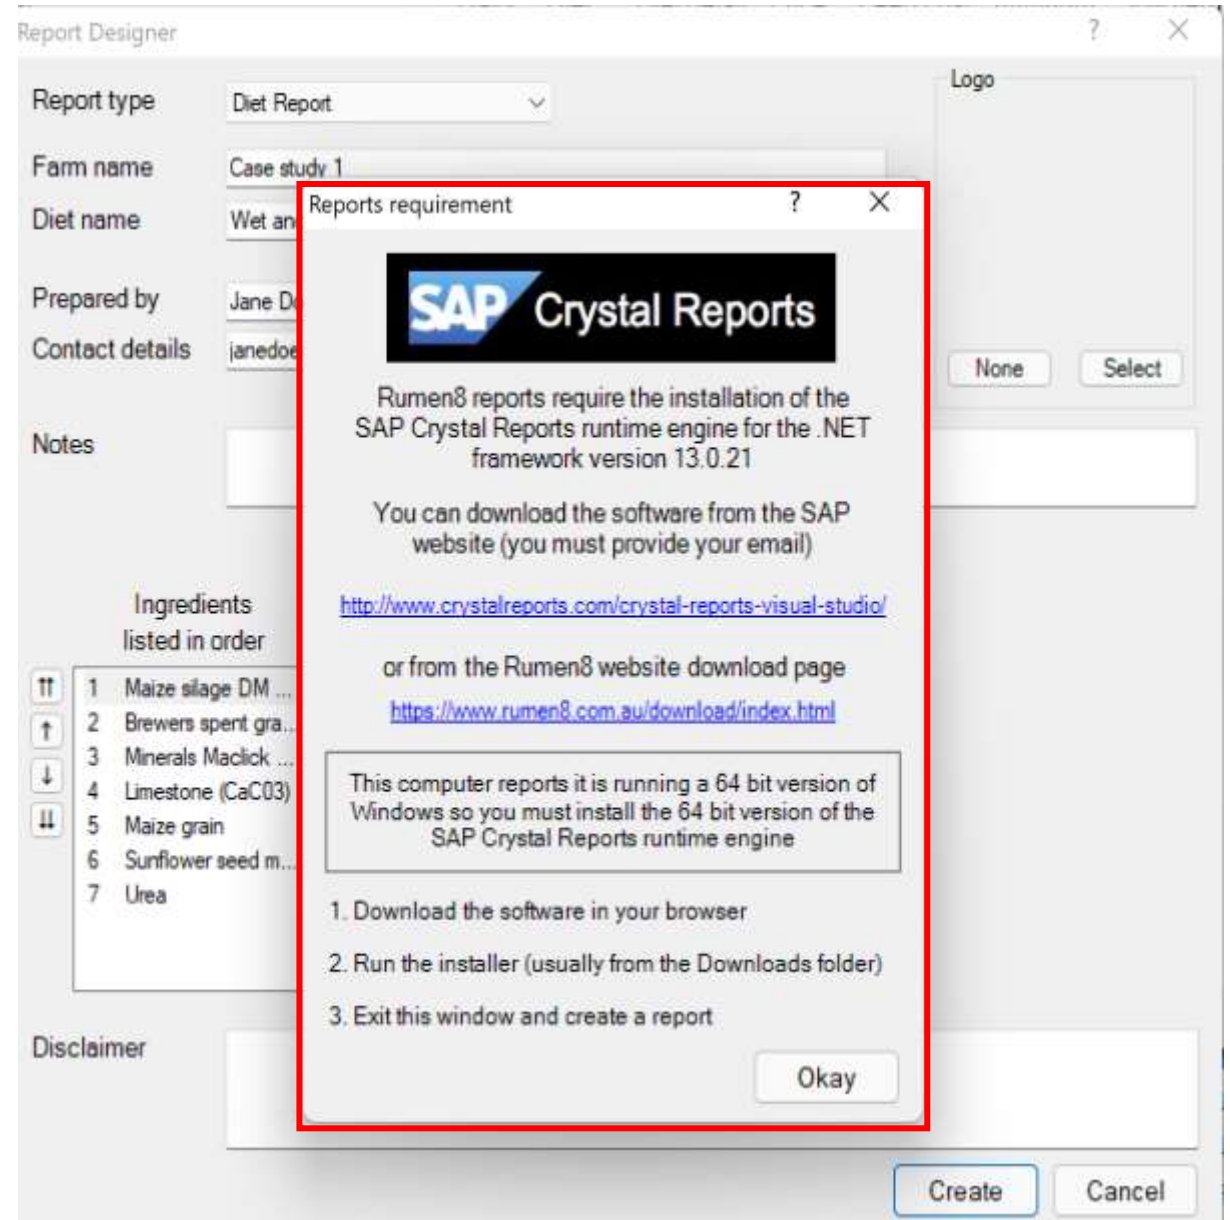 Report Designer
?
Report type
Diet Report
Logo
Farm name
Case study 1
Diet name
Wet an
Prepared by
Jane Do
Contact details
janedoe
None
Select
Notes
Reports requirement
?
SAP Crystal Reports
Rumen8 reports require the installation of the
SAP Crystal Reports runtime engine for the .NET
framework version 13.0.21
You can download the software from the SAP
website (you must provide your email)
http://www.crystalreports.com/crystal-reports-visual-studio/
or from the Rumen8 website download page
https://www.rumen8.com.au/download/index.html
This computer reports it is running a 64 bit version of
Windows so you must install the 64 bit version of the
SAP Crystal Reports runtime engine
1. Download the software in your browser
2. Run the installer (usually from the Downloads folder)
3. Exit this window and create a report
Okay
Ingredients
listed in order
1 Maize silage DM ...
2 Brewers spent gra...
3 Minerals Maclick ...
4 Limestone (CaC03)
5 Maize grain
6 Sunflower seed m...
7 Urea
Disclaimer
Create
Cancel